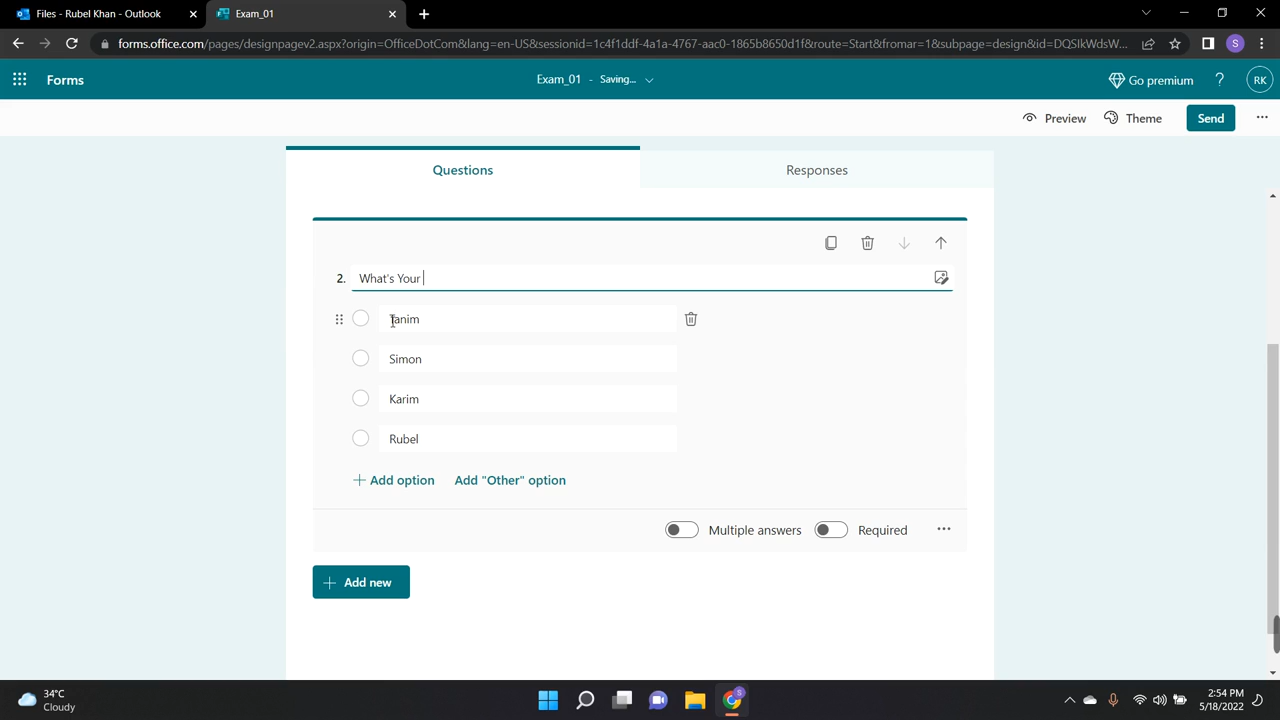 Files - Rubel Khan - Outlook
Exam_01
S
forms.office.com/pages/designpagev2.aspx?origin=OfficeDotCom&lang=en-US&sessionid=1c4f1ddf-4a1a-4767-aac0-1865b8650d1f&route=Start&fromar=1&subpage=design&id=DQSIkWdsW...
Forms
Exam_01 - Saving...
Go premium
?
RK
Preview
Theme
Send
Questions
Responses
2. What's Your
Tanim
Simon
Karim
Rubel
Add option
Add "Other" option
Multiple answers
Required
Add new
34°C
Cloudy
S
2:54 PM
5/18/2022